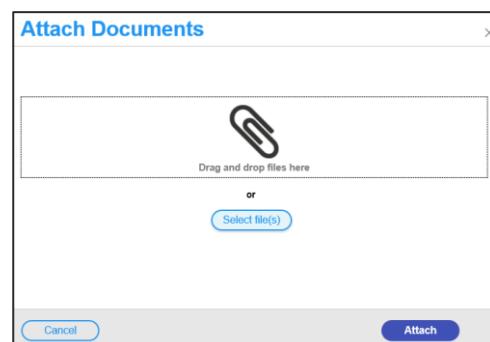 Attach Documents
Drag and drop files here
or
Select file(s)
Cancel
Attach